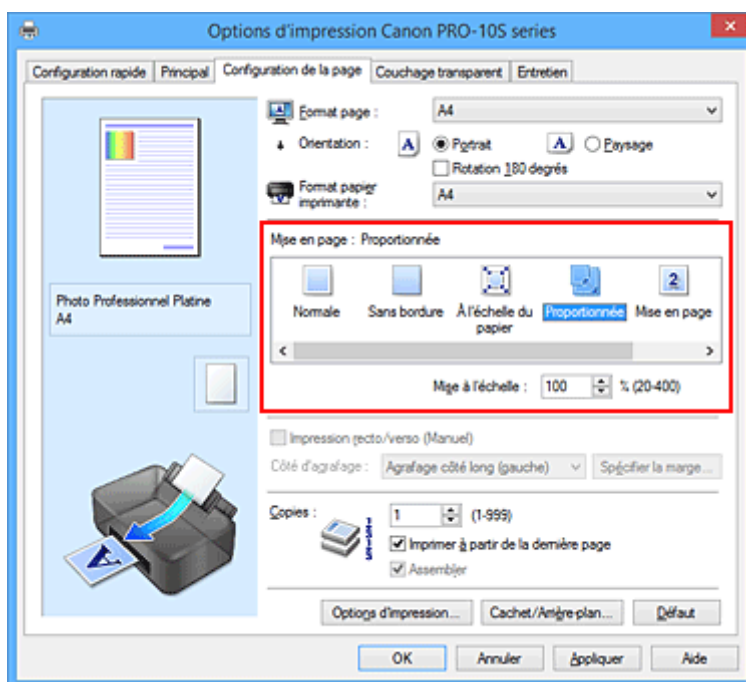 Options d'impression Canon PRO-10S series
Configuration rapide Principal Configuration de la page Couchage transparent Entretien
Format page : A4
Orientation : A Portrait A Paysage
Rotation 180 degrés
Format papier imprimante : A4
Mise en page : Proportionnée
Normale Sans bordure À l'échelle du papier Proportionnée Mise en page
2
Photo Professionnel Platine
A4
Mise à l'échelle : 100 % (20-400)
Impression recto/verso (Manuel)
Côté d'agrafage : Agrafage côté long (gauche) Spécifier la marge...
Copies : 1 (1-999)
Imprimer à partir de la dernière page
Assembler
A
Options d'impression... Cachet/Arrière-plan... Défaut
OK Annuler Appliquer Aide